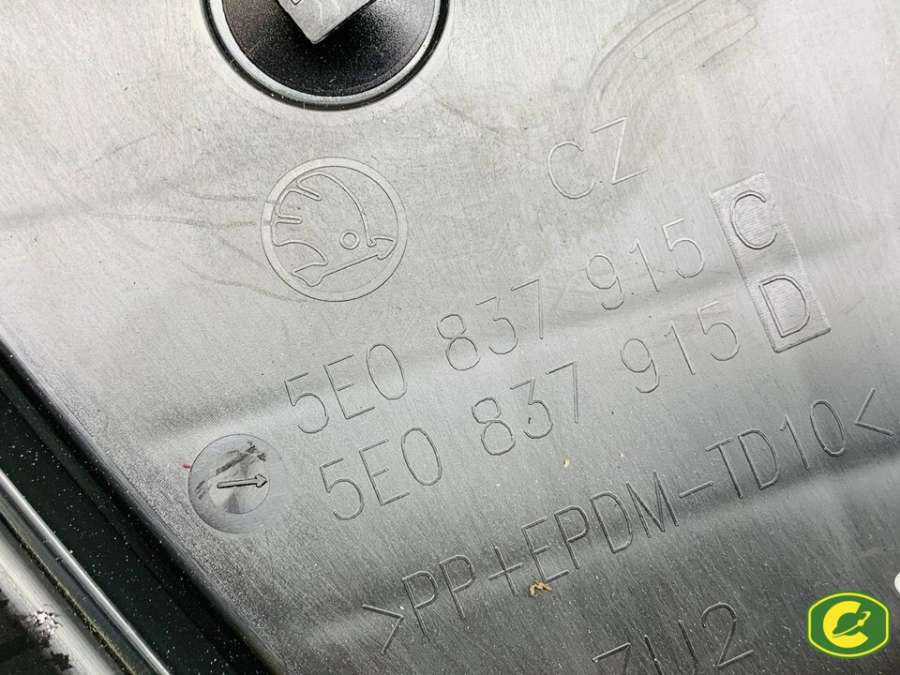 CZ
5E0 837 915 C
5E0 837 915 D
>PP+EPDM-TD10<